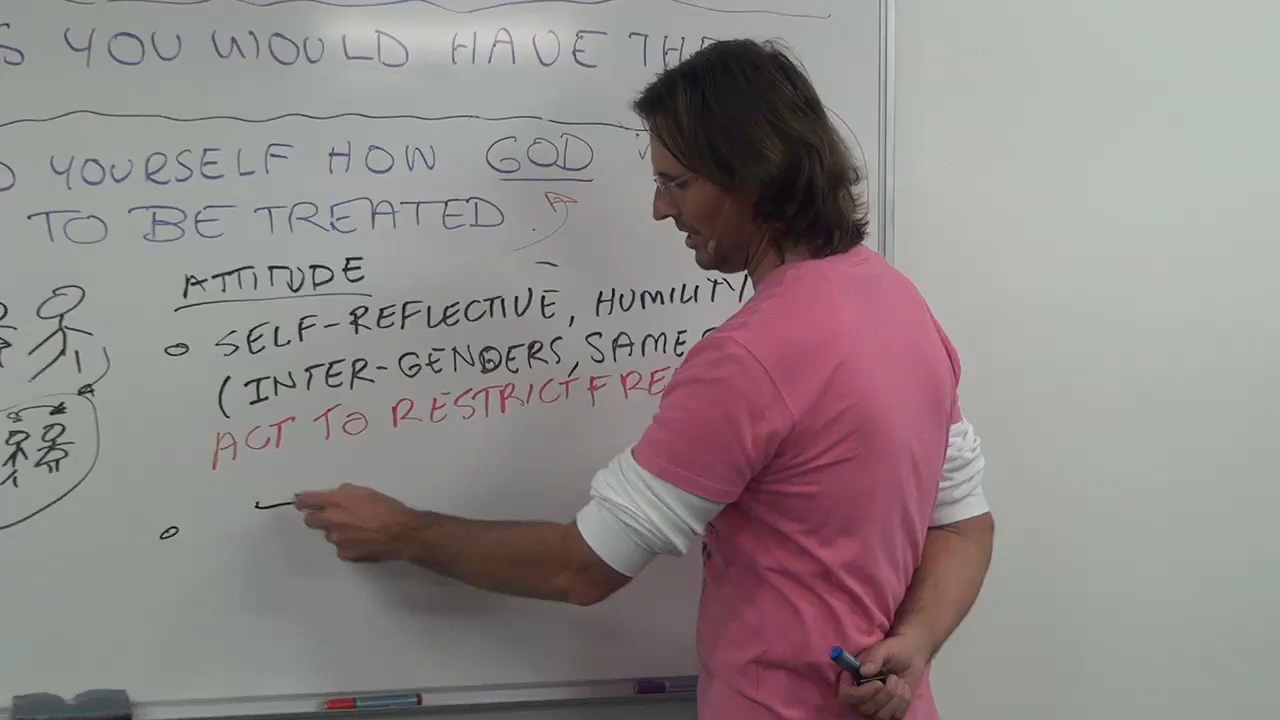 S YOU WOULD HAVE THE
YOURSELF HOW GOD
TO BE TREATED
ATTITUDE
SELF-REFLECTIVE, HUMILITY/
(INTER-GENDERS, SAME
ACT TO RESTRICT FREE